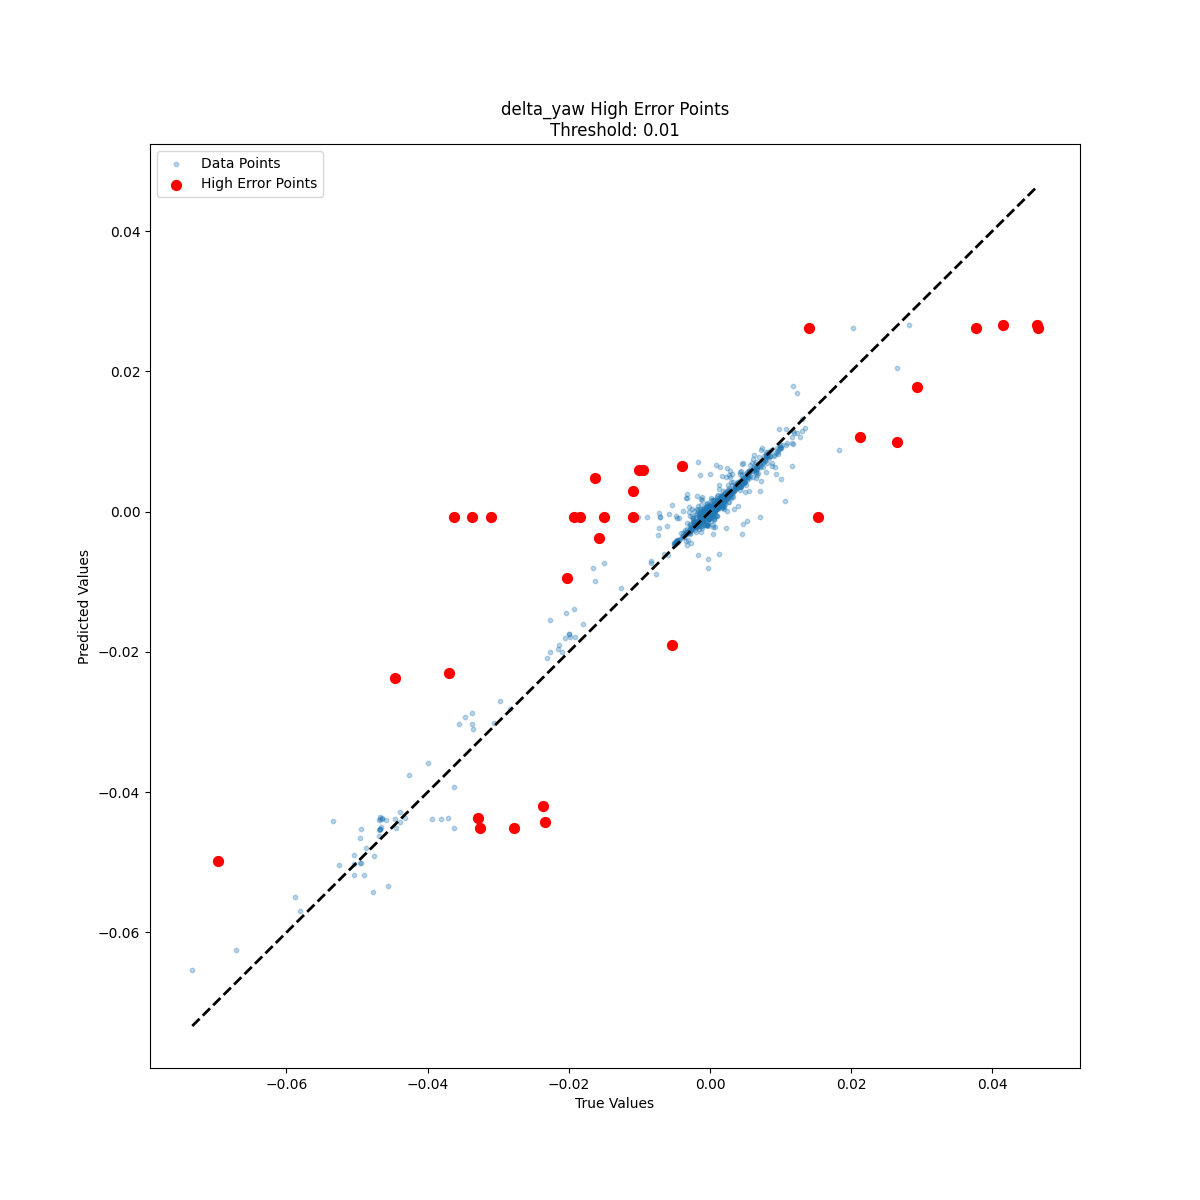 delta_yaw High Error Points
Threshold: 0.01
Data Points
High Error Points
0.04
0.02
0.00
−0.02
−0.04
−0.06
Predicted Values
−0.06
−0.04
−0.02
0.00
0.02
0.04
True Values